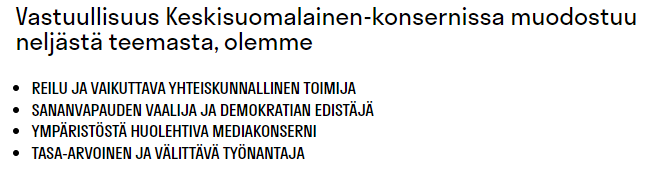 Vastuullisuus Keskisuomalainen-konsernissa muodostuu
neljästä teemasta, olemme
• REILU JA VAIKUTTAVA YHTEISKUNNALLINEN TOIMIJA
• SANANVAPAUDEN VAALIJA JA DEMOKRATIAN EDISTÄJÄ
• YMPÄRISTÖSTÄ HUOLEHTIVA MEDIAKONSERNI
• TASA-ARVOINEN JA VÄLITTÄVÄ TYÖNANTAJA